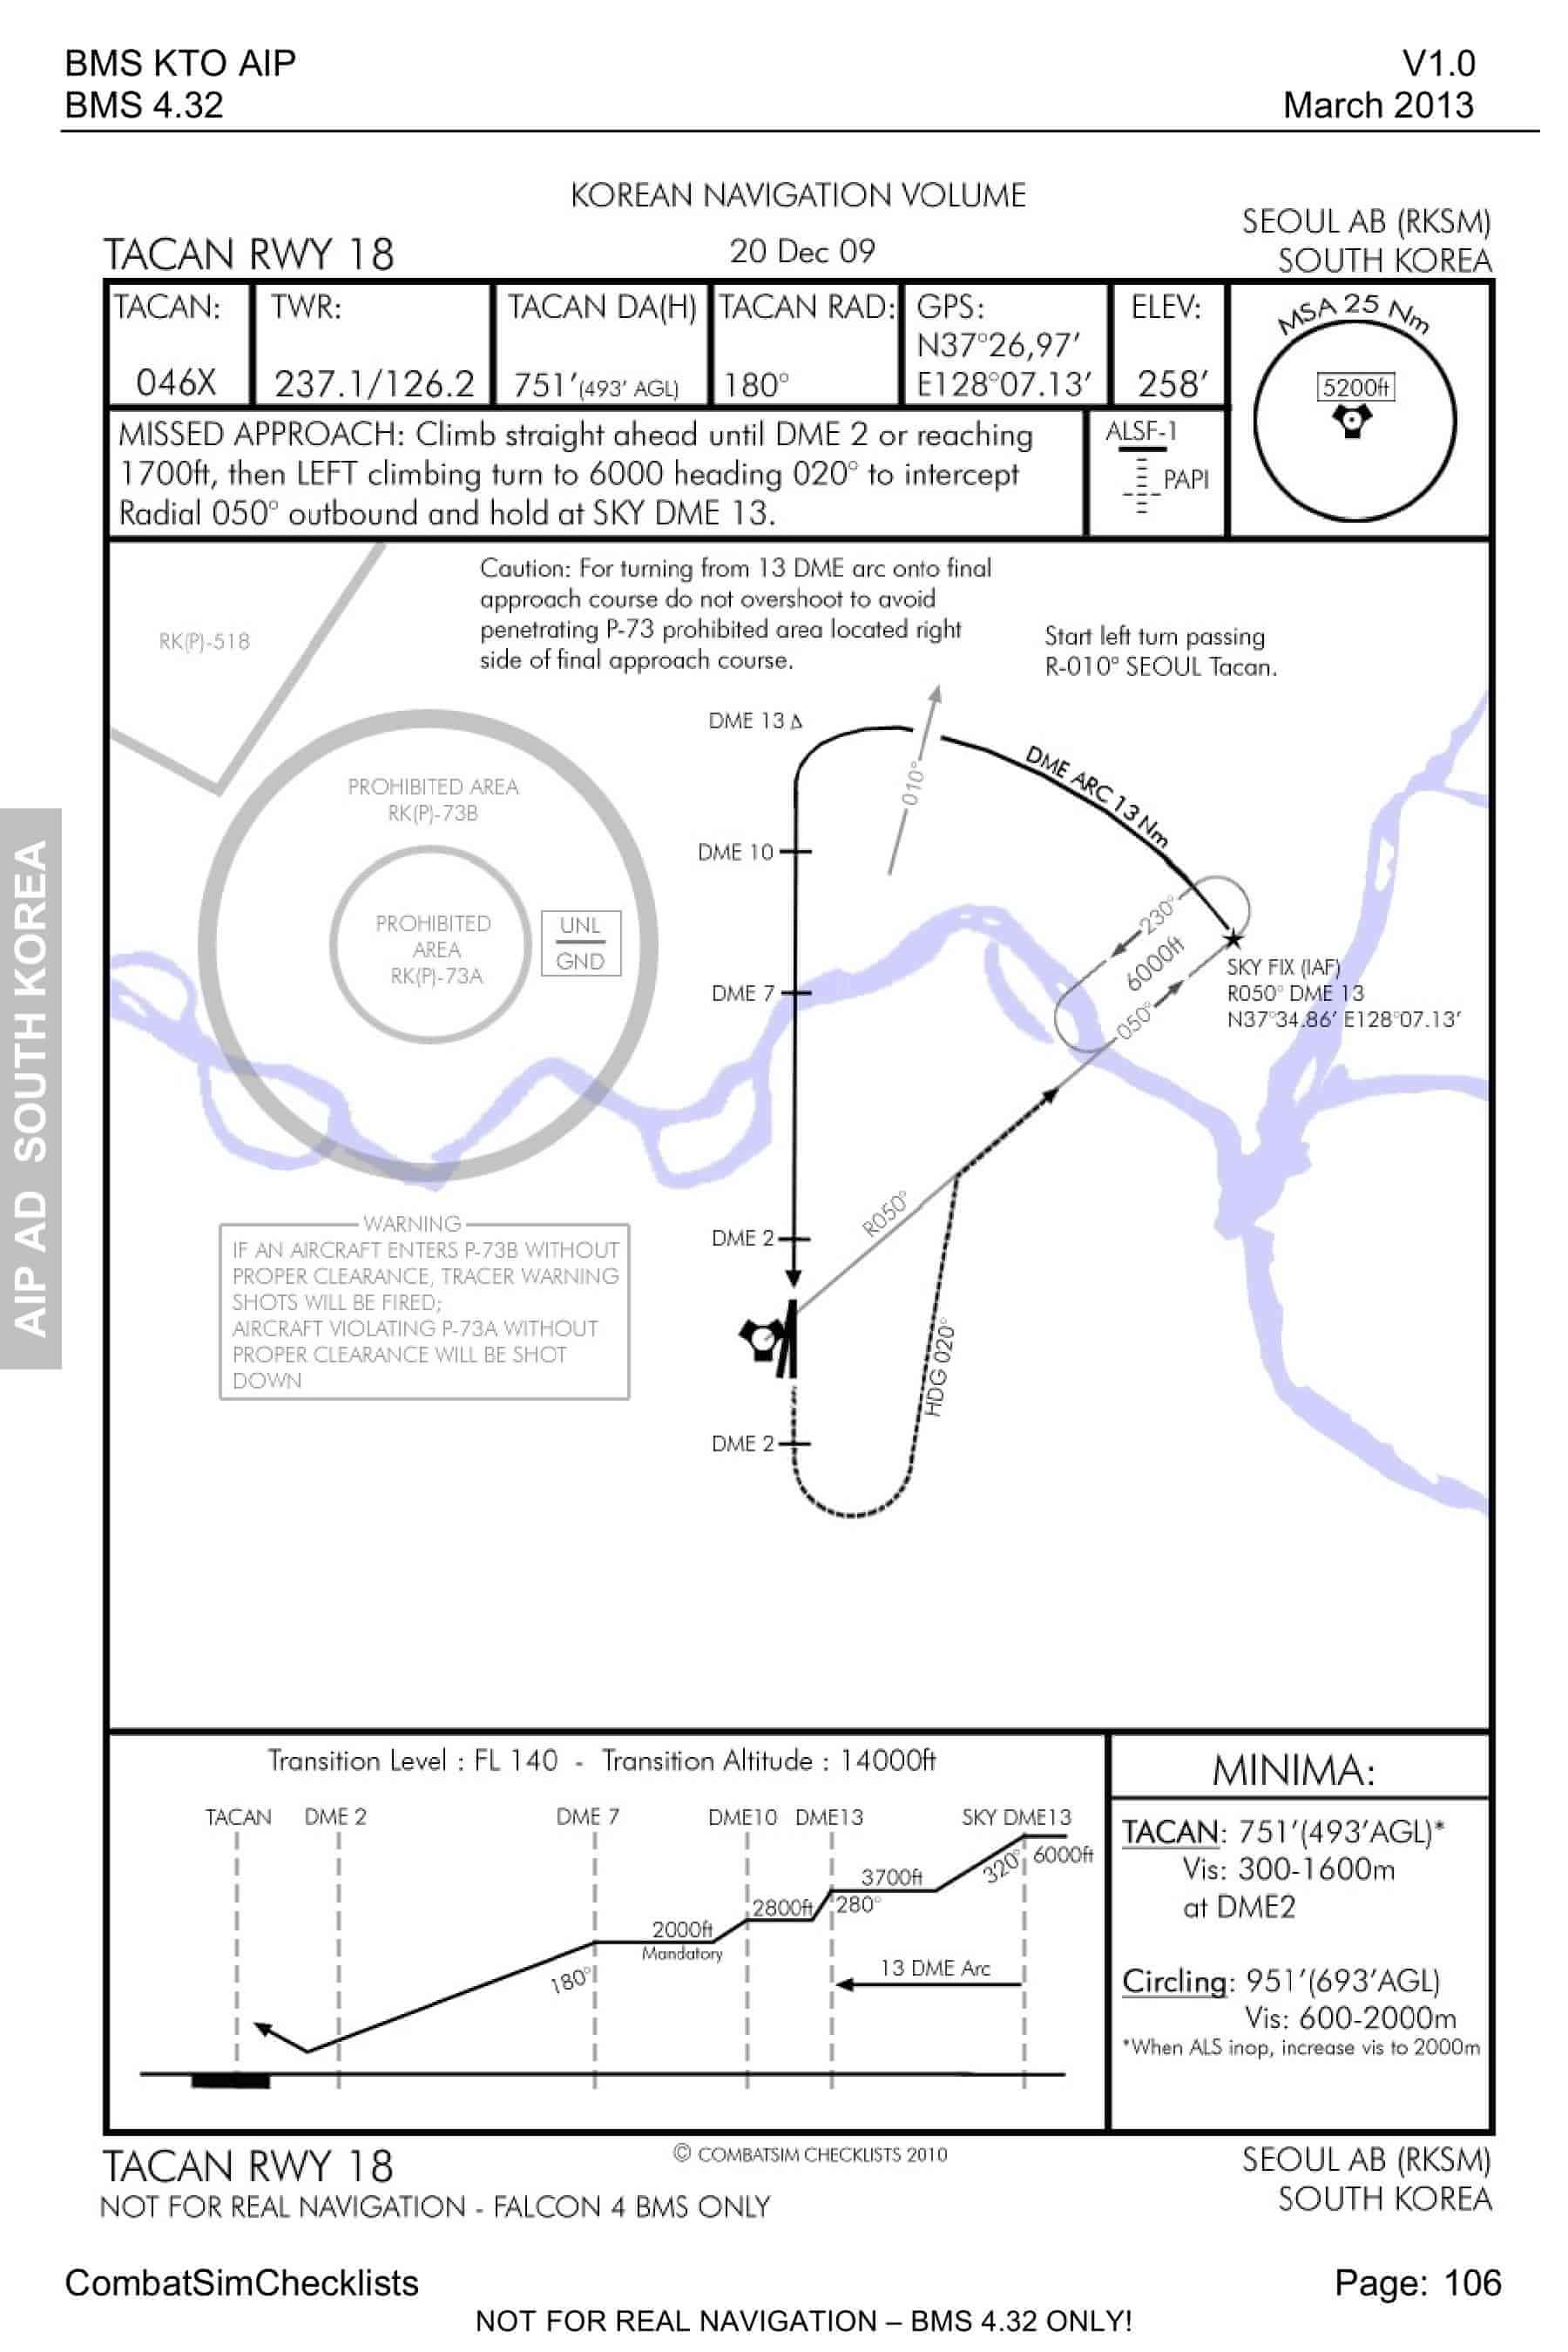 BMS KTO AIP
V1.0
BMS 4.32
March 2013
KOREAN NAVIGATION VOLUME
TACAN RWY 18
20 Dec 09
SEOUL AB (RKSM)
SOUTH KOREA
TACAN:
046X
TWR:
237.1/126.2
TACAN DA(H)
751'(493' AGL)
TACAN RAD:
180°
GPS:
N37°26,97'
E128°07.13'
ELEV:
258'
MSA 25 Nm
5200ft
MISSED APPROACH: Climb straight ahead until DME 2 or reaching
1700ft, then LEFT climbing turn to 6000 heading 020° to intercept
Radial 050° outbound and hold at SKY DME 13.
ALSF-1
PAPI
Caution: For turning from 13 DME arc onto final
approach course do not overshoot to avoid
penetrating P-73 prohibited area located right
side of final approach course.
Start left turn passing
R-010° SEOUL Tacan.
RK(P)-518
DME 13
010°
DME ARC 13 Nm
PROHIBITED AREA
RK(P)-73B
DME 10
PROHIBITED
AREA
RK(P)-73A
UNL
GND
230°
6000ft
050°
SKY FIX (IAF)
R050° DME 13
N37°34.86' E128°07.13'
DME 7
R050°
DME 2
WARNING
IF AN AIRCRAFT ENTERS P-73B WITHOUT
PROPER CLEARANCE, TRACER WARNING
SHOTS WILL BE FIRED;
AIRCRAFT VIOLATING P-73A WITHOUT
PROPER CLEARANCE WILL BE SHOT
DOWN
HDG 020°
DME 2
AIP AD SOUTH KOREA
Transition Level : FL 140 - Transition Altitude : 14000ft
TACAN DME 2 DME 7 DME10 DME13 SKY DME13
320°
6000ft
3700ft
280°
2800ft
2000ft
Mandatory
180°
13 DME Arc
MINIMA:
TACAN: 751'(493'AGL)*
Vis: 300-1600m
at DME2
Circling: 951'(693'AGL)
Vis: 600-2000m
*When ALS inop, increase vis to 2000m
TACAN RWY 18
© COMBATSIM CHECKLISTS 2010
SEOUL AB (RKSM)
NOT FOR REAL NAVIGATION - FALCON 4 BMS ONLY
SOUTH KOREA
CombatSimChecklists
Page: 106
NOT FOR REAL NAVIGATION – BMS 4.32 ONLY!